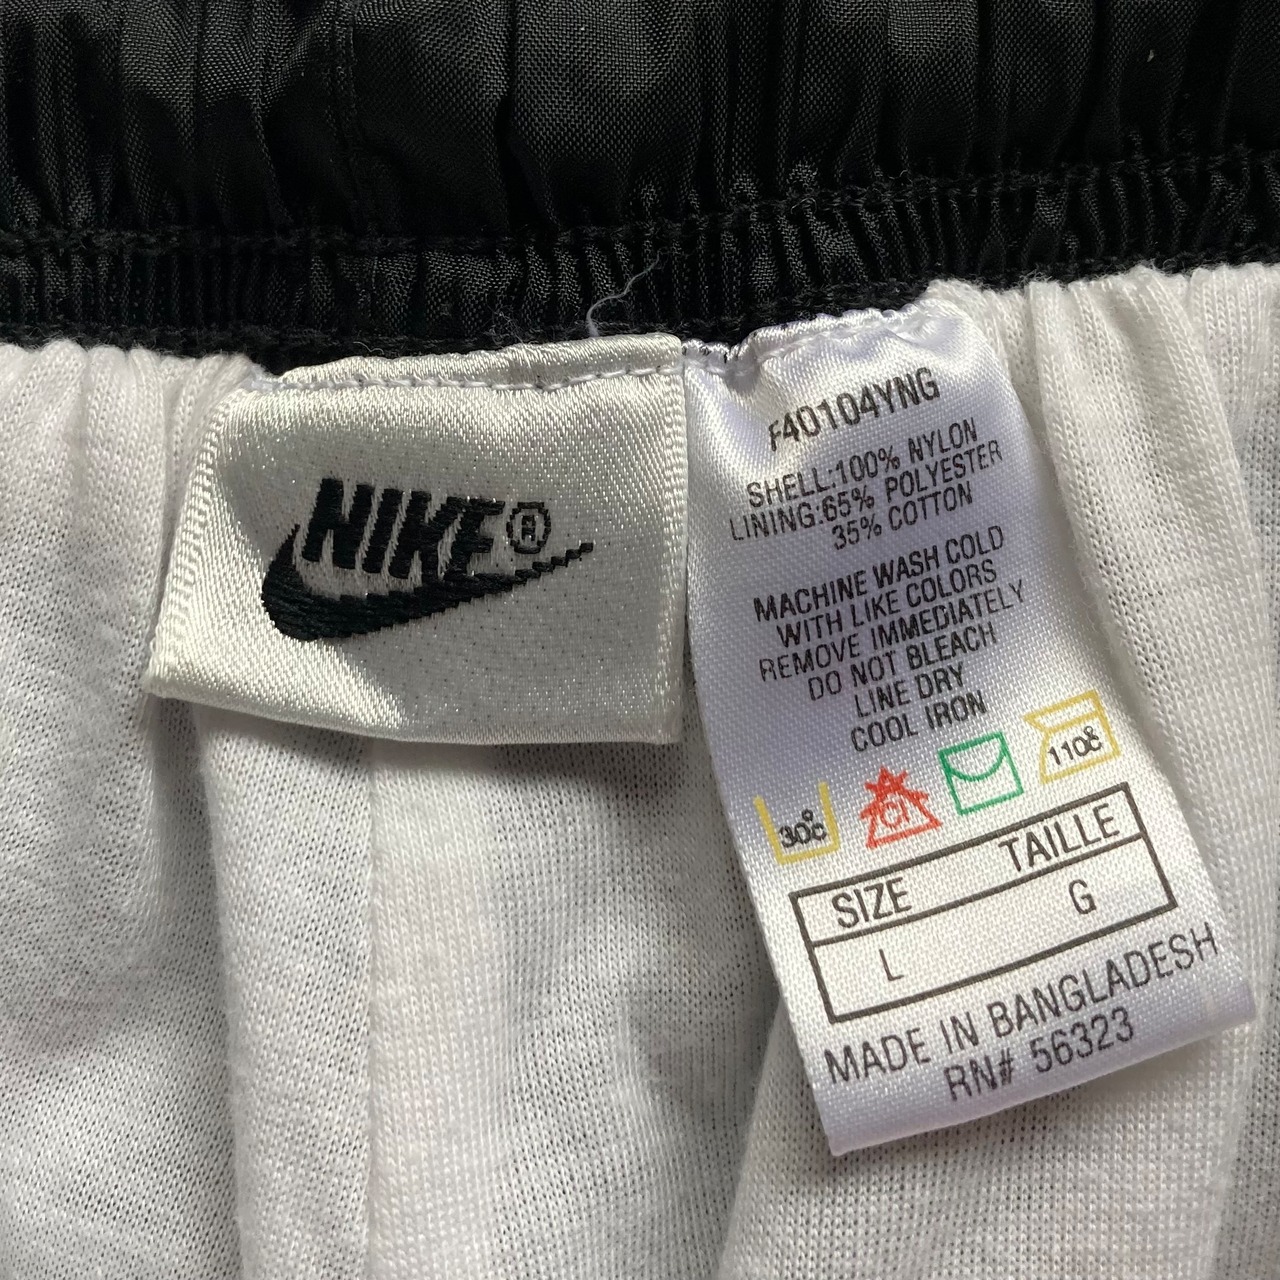 NIKE®
F40104YNG
SHELL:100% NYLON
LINING:65% POLYESTER
35% COTTON
MACHINE WASH COLD
WITH LIKE COLORS
REMOVE IMMEDIATELY
DO NOT BLEACH
LINE DRY
COOL IRON
30°C Cl 110°C
SIZE TAILLE
L G
MADE IN BANGLADESH
RN# 56323